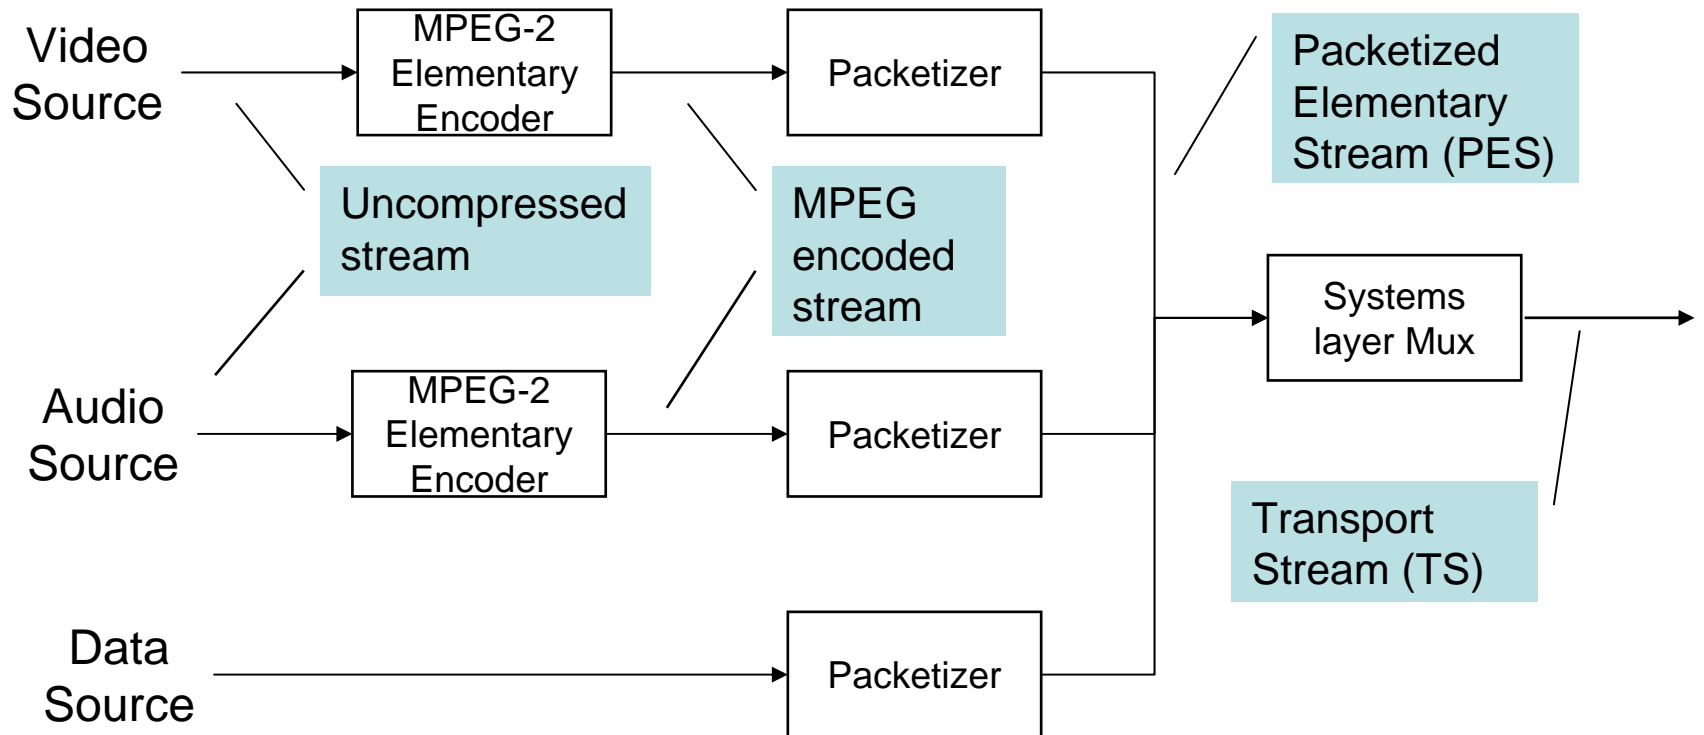 Video
Source
MPEG-2
Elementary
Encoder
Packetizer
Packetized
Elementary
Stream (PES)
Uncompressed
stream
MPEG
encoded
stream
Systems
layer Mux
Audio
Source
MPEG-2
Elementary
Encoder
Packetizer
Transport
Stream (TS)
Data
Source
Packetizer